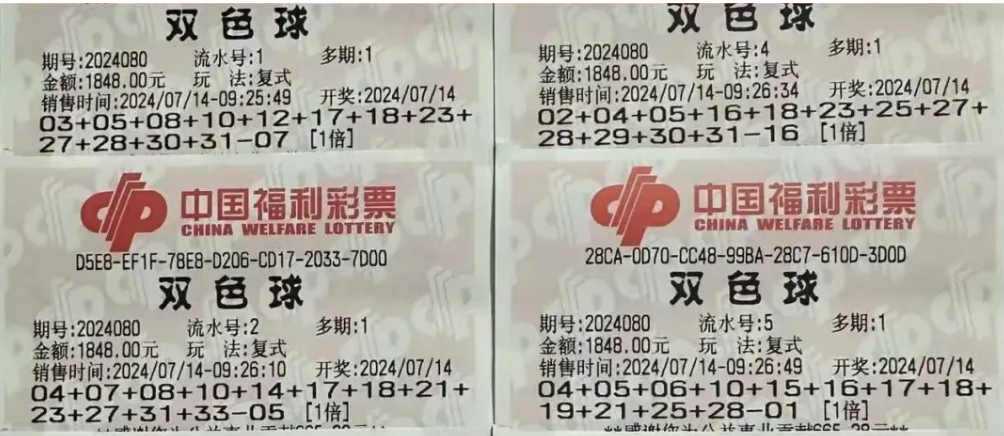 双色球
期号:2024080 流水号:1 多期:1
金额:1848.00元 玩 法:复式
销售时间:2024/07/14-09:25:49 开奖:2024/07/14
03+05+08+10+12+17+18+23+
27+28+30+31-07 [1倍]
中国福利彩票
CHINA WELFARE LOTTERY
D5E8-EF1F-78E8-D206-CD17-2033-7D00
双色球
期号:2024080 流水号:2 多期:1
金额:1848.00元 玩 法:复式
销售时间:2024/07/14-09:26:10 开奖:2024/07/14
04+07+08+10+14+17+18+21+
23+27+31+33-05 [1倍]
双色球
期号:2024080 流水号:4 多期:1
金额:1848.00元 玩 法:复式
销售时间:2024/07/14-09:26:34 开奖:2024/07/14
02+04+05+16+18+23+25+27+
28+29+30+31-16 [1倍]
中国福利彩票
CHINA WELFARE LOTTERY
28CA-0D70-CC48-99BA-28C7-610D-3D0D
双色球
期号:2024080 流水号:5 多期:1
金额:1848.00元 玩 法:复式
销售时间:2024/07/14-09:26:49 开奖:2024/07/14
04+05+06+10+15+16+17+18+
19+21+25+28-01 [1倍]